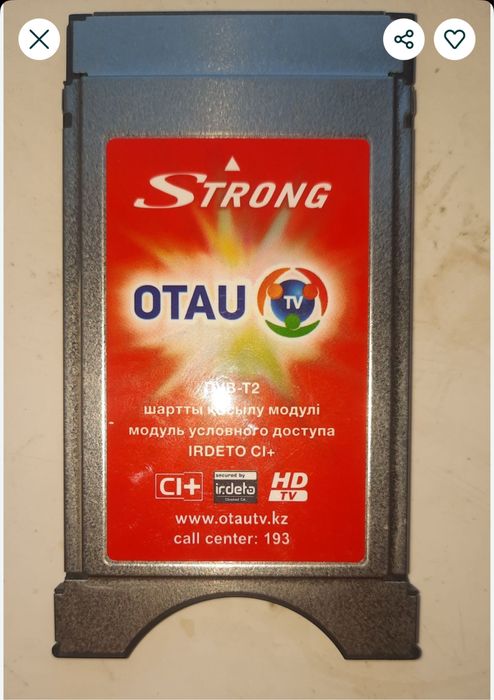 STRONG
OTAU TV
DVB-T2
шартты қосылу модулі
модуль условного доступа
IRDETO CI+
CI+
secured by
irdeto
HD
TV
www.otautv.kz
call center: 193